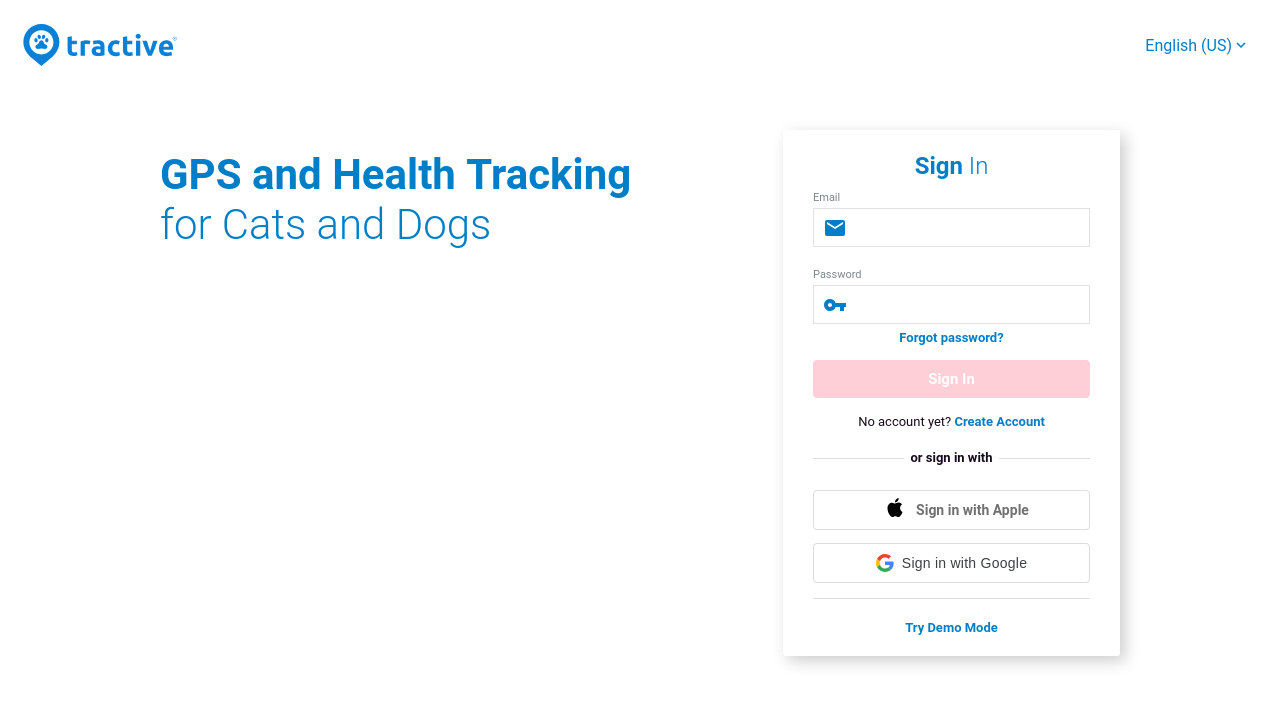 tractive
English (US)
GPS and Health Tracking
for Cats and Dogs
Sign In
Email
Password
Forgot password?
Sign In
No account yet? Create Account
or sign in with
Sign in with Apple
Sign in with Google
Try Demo Mode